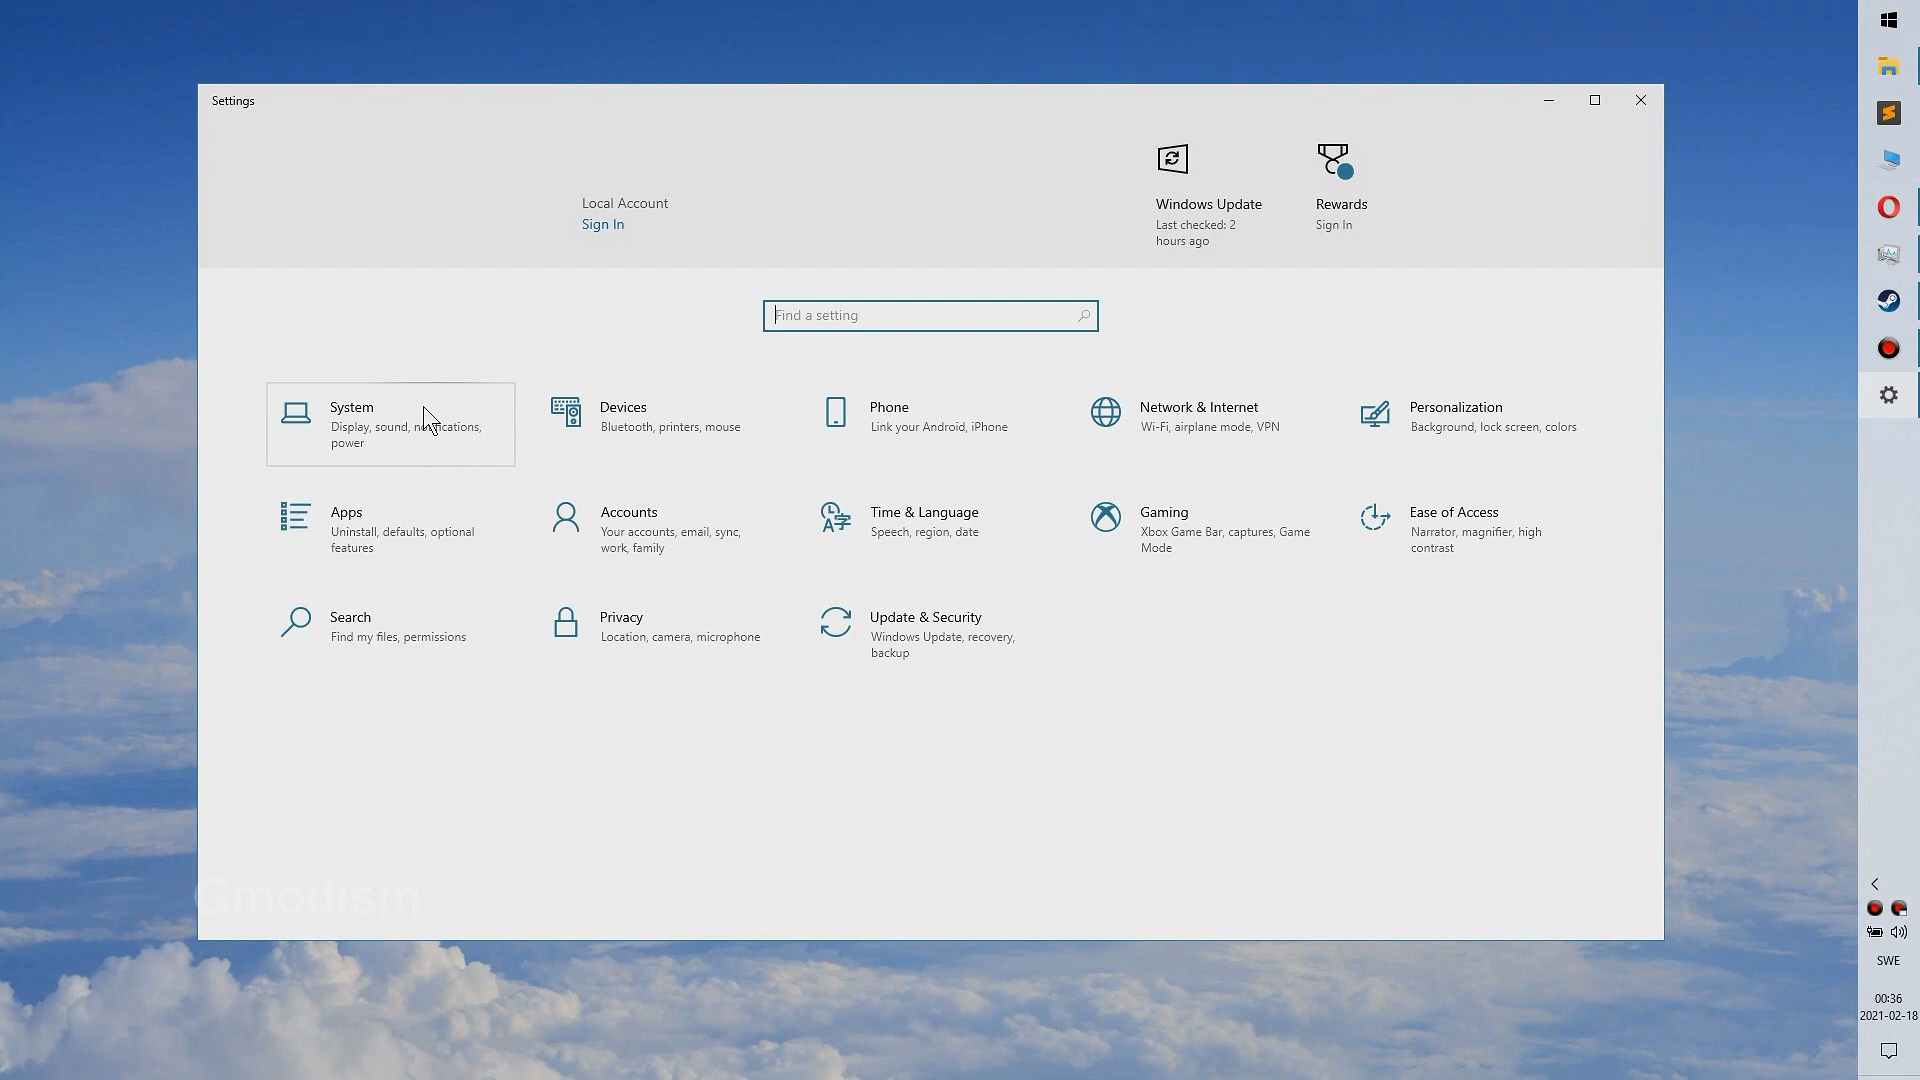 Settings
Local Account
Sign In
Windows Update
Last checked: 2
hours ago
Rewards
Sign In
Find a setting
System
Display, sound, notifications,
power
Devices
Bluetooth, printers, mouse
Phone
Link your Android, iPhone
Network & Internet
Wi-Fi, airplane mode, VPN
Personalization
Background, lock screen, colors
Apps
Uninstall, defaults, optional
features
Accounts
Your accounts, email, sync,
work, family
Time & Language
Speech, region, date
Gaming
Xbox Game Bar, captures, Game
Mode
Ease of Access
Narrator, magnifier, high
contrast
Search
Find my files, permissions
Privacy
Location, camera, microphone
Update & Security
Windows Update, recovery,
backup
Gmodism
SWE
00:36
2021-02-18